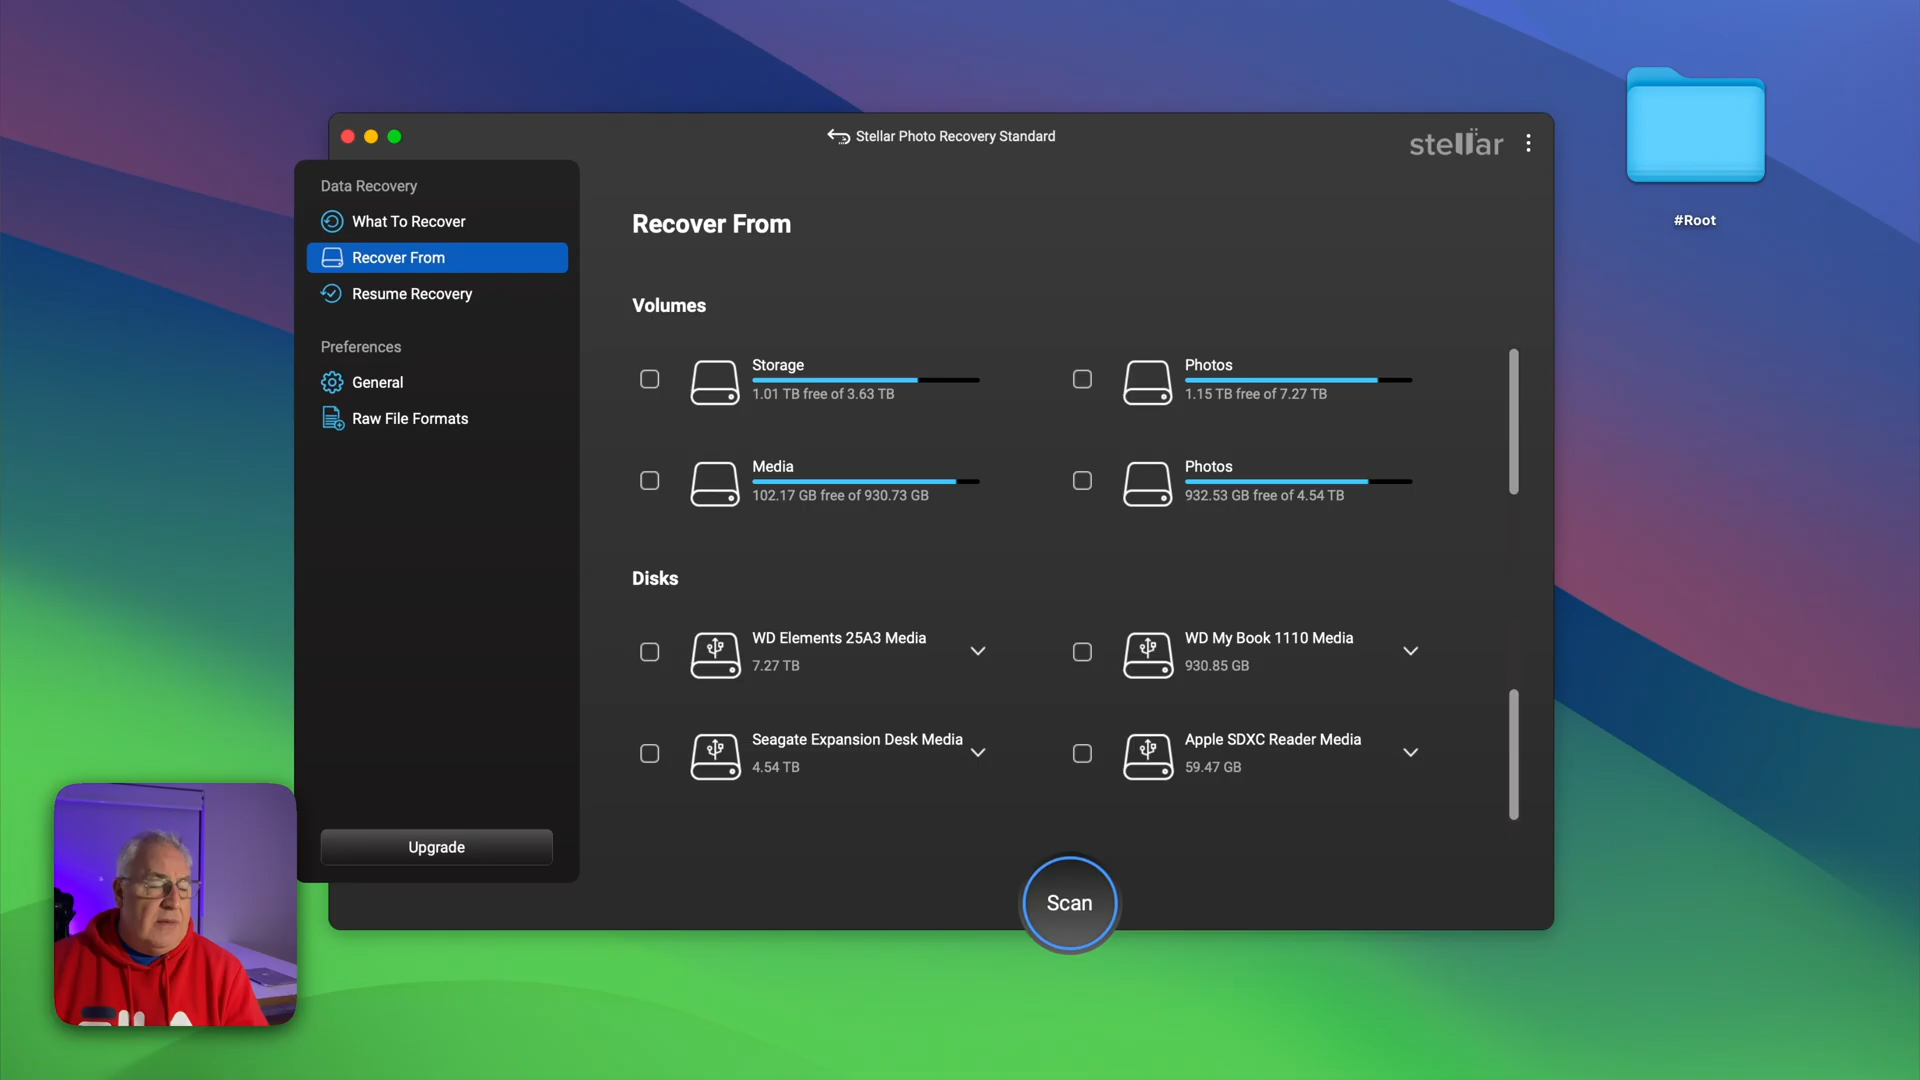 Stellar Photo Recovery Standard
stellar
Data Recovery
What To Recover
Recover From
Resume Recovery
Preferences
General
Raw File Formats
Upgrade
Recover From
Volumes
Storage
1.01 TB free of 3.63 TB
Photos
1.15 TB free of 7.27 TB
Media
102.17 GB free of 930.73 GB
Photos
932.53 GB free of 4.54 TB
Disks
WD Elements 25A3 Media
7.27 TB
WD My Book 1110 Media
930.85 GB
Seagate Expansion Desk Media
4.54 TB
Apple SDXC Reader Media
59.47 GB
Scan
#Root